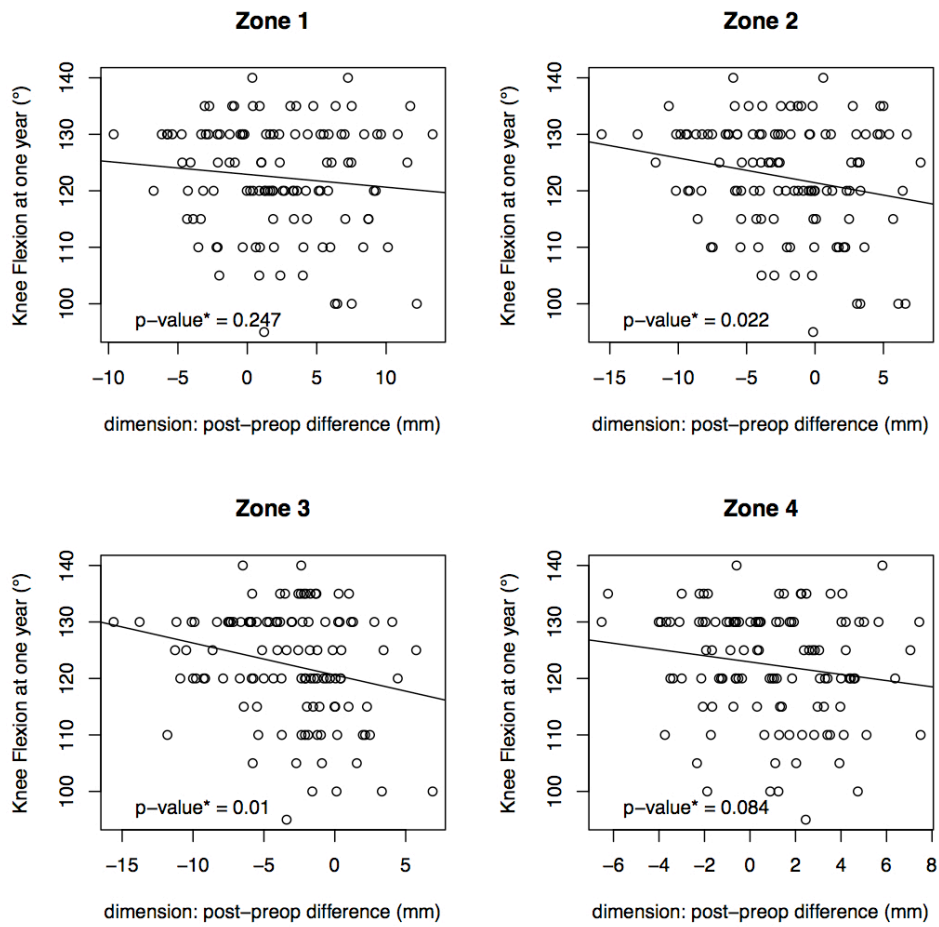 Zone 1
Knee Flexion at one year (°)
140
130
120
110
100
p−value* = 0.247
−10 −5 0 5 10
dimension: post−preop difference (mm)
Zone 2
Knee Flexion at one year (°)
140
130
120
110
100
p−value* = 0.022
−15 −10 −5 0 5
dimension: post−preop difference (mm)
Zone 3
Knee Flexion at one year (°)
140
130
120
110
100
p−value* = 0.01
−15 −10 −5 0 5
dimension: post−preop difference (mm)
Zone 4
Knee Flexion at one year (°)
140
130
120
110
100
p−value* = 0.084
−6 −4 −2 0 2 4 6 8
dimension: post−preop difference (mm)